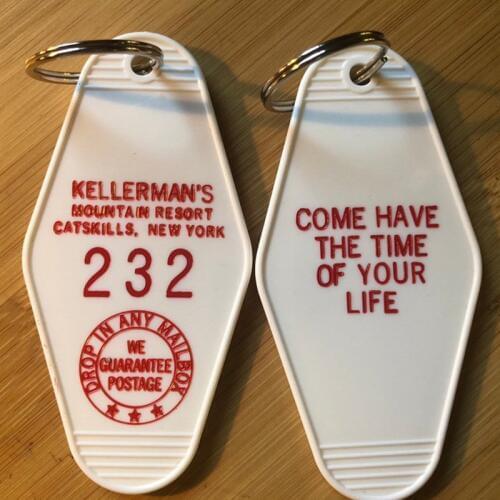 KELLERMAN'S
MOUNTAIN RESORT
CATSKILLS, NEW YORK
232
DROP IN ANY MAILBOX
WE
GUARANTEE
POSTAGE
COME HAVE
THE TIME
OF YOUR
LIFE